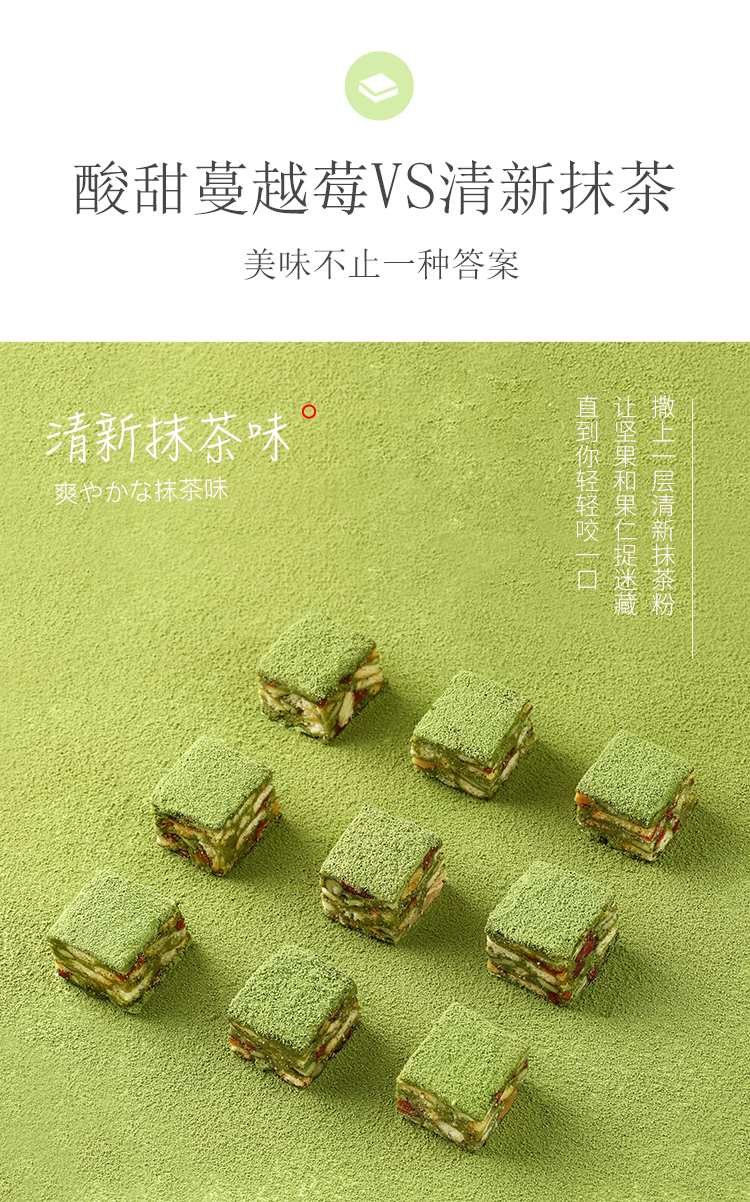 酸甜蔓越莓VS清新抹茶
美味不止一种答案
清新抹茶味
爽やかな抹茶味
撒上一层清新抹茶粉
让坚果和果仁捉迷藏
直到你轻轻咬一口